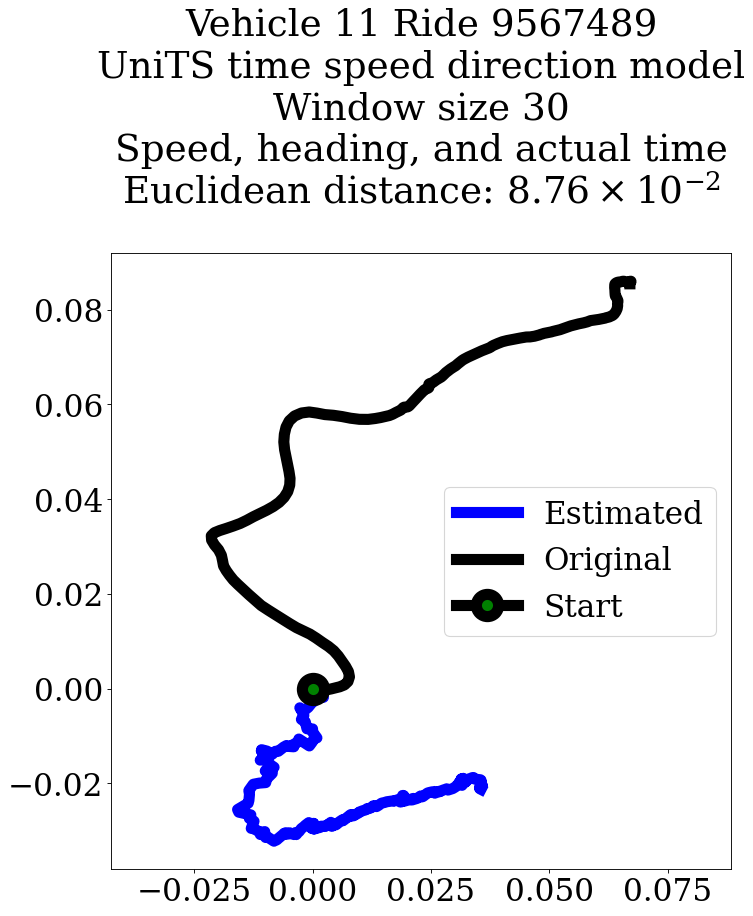 Vehicle 11 Ride 9567489
UniTS time speed direction model
Window size 30
Speed, heading, and actual time
Euclidean distance: 8.76 × 10⁻²
0.08
0.06
0.04
0.02
0.00
−0.02
Estimated
Original
Start
−0.025 0.000 0.025 0.050 0.075